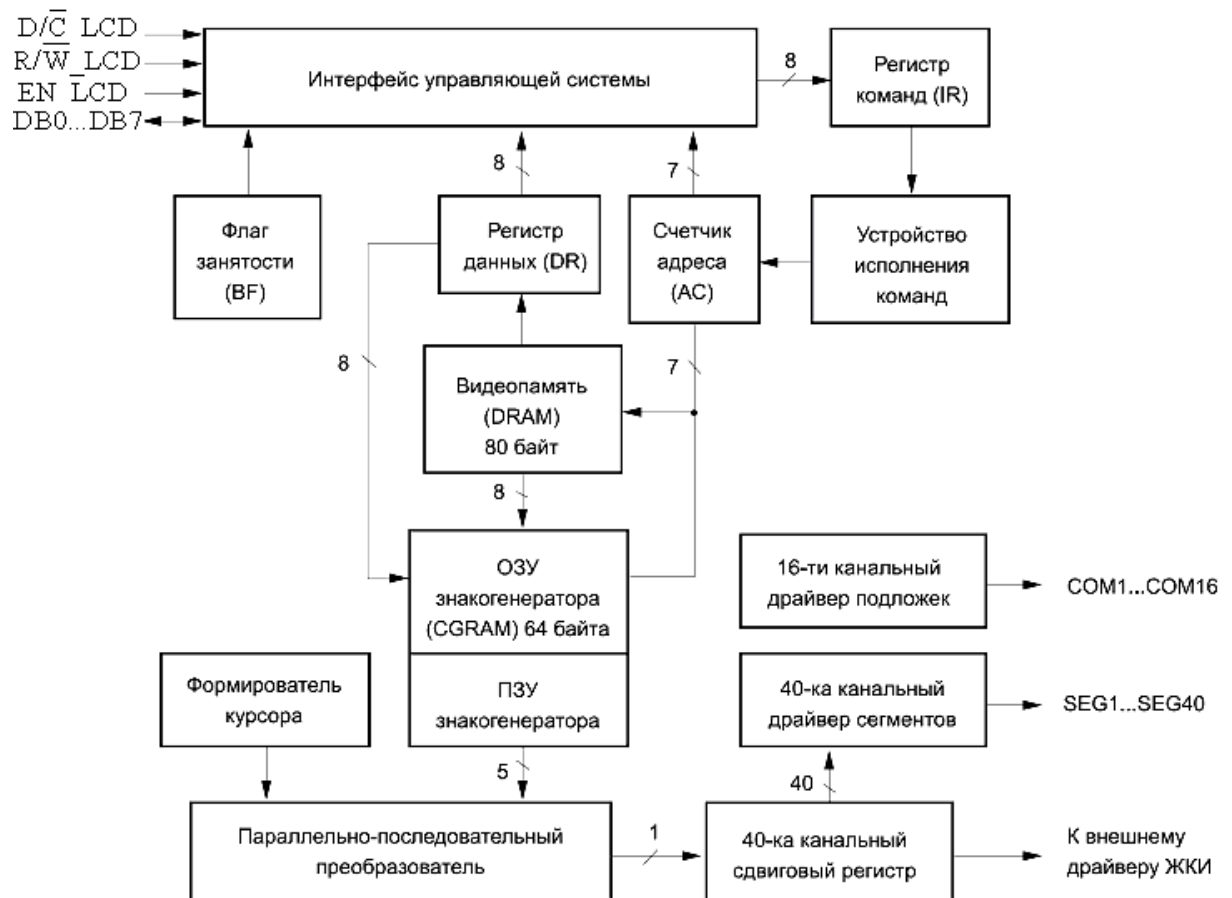 D/C̅_LCD
R/W̅_LCD
EN_LCD
DB0...DB7
Интерфейс управляющей системы
8
Регистр
команд (IR)
8
7
Флаг
занятости
(BF)
Регистр
данных (DR)
Счетчик
адреса
(AC)
Устройство
исполнения
команд
8
7
Видеопамять
(DRAM)
80 байт
8
ОЗУ
знакогенератора
(CGRAM) 64 байта
16-ти канальный
драйвер подложек
COM1...COM16
Формирователь
курсора
ПЗУ
знакогенератора
40-ка канальный
драйвер сегментов
SEG1...SEG40
5
40
Параллельно-последовательный
преобразователь
1
40-ка канальный
сдвиговый регистр
К внешнему
драйверу ЖКИ